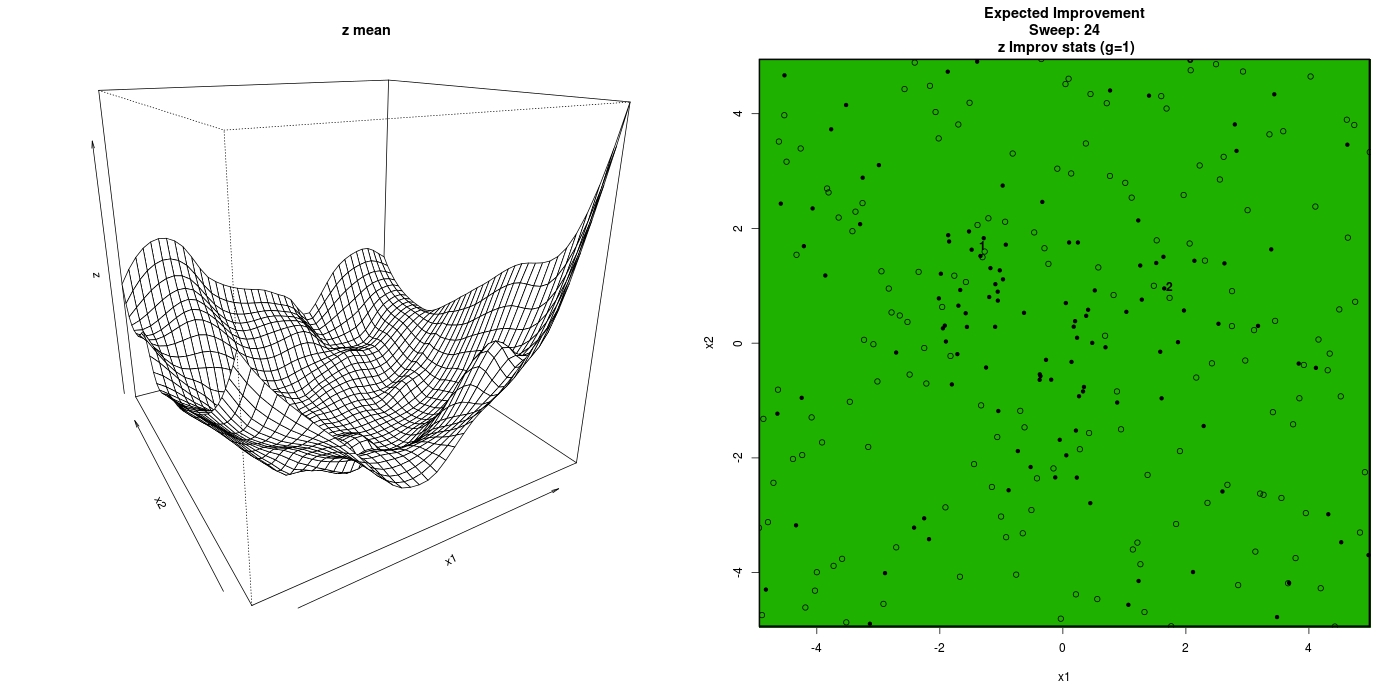 z mean
z
x2
x1
Expected Improvement
Sweep: 24
z Improv stats (g=1)
x2
4
2
0
-2
-4
1
2
-4
-2
0
2
4
x1